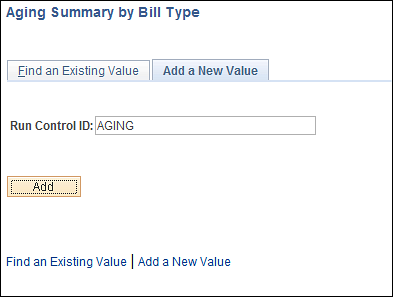 Aging Summary by Bill Type
Find an Existing Value Add a New Value
Run Control ID: AGING
Add
Find an Existing Value | Add a New Value